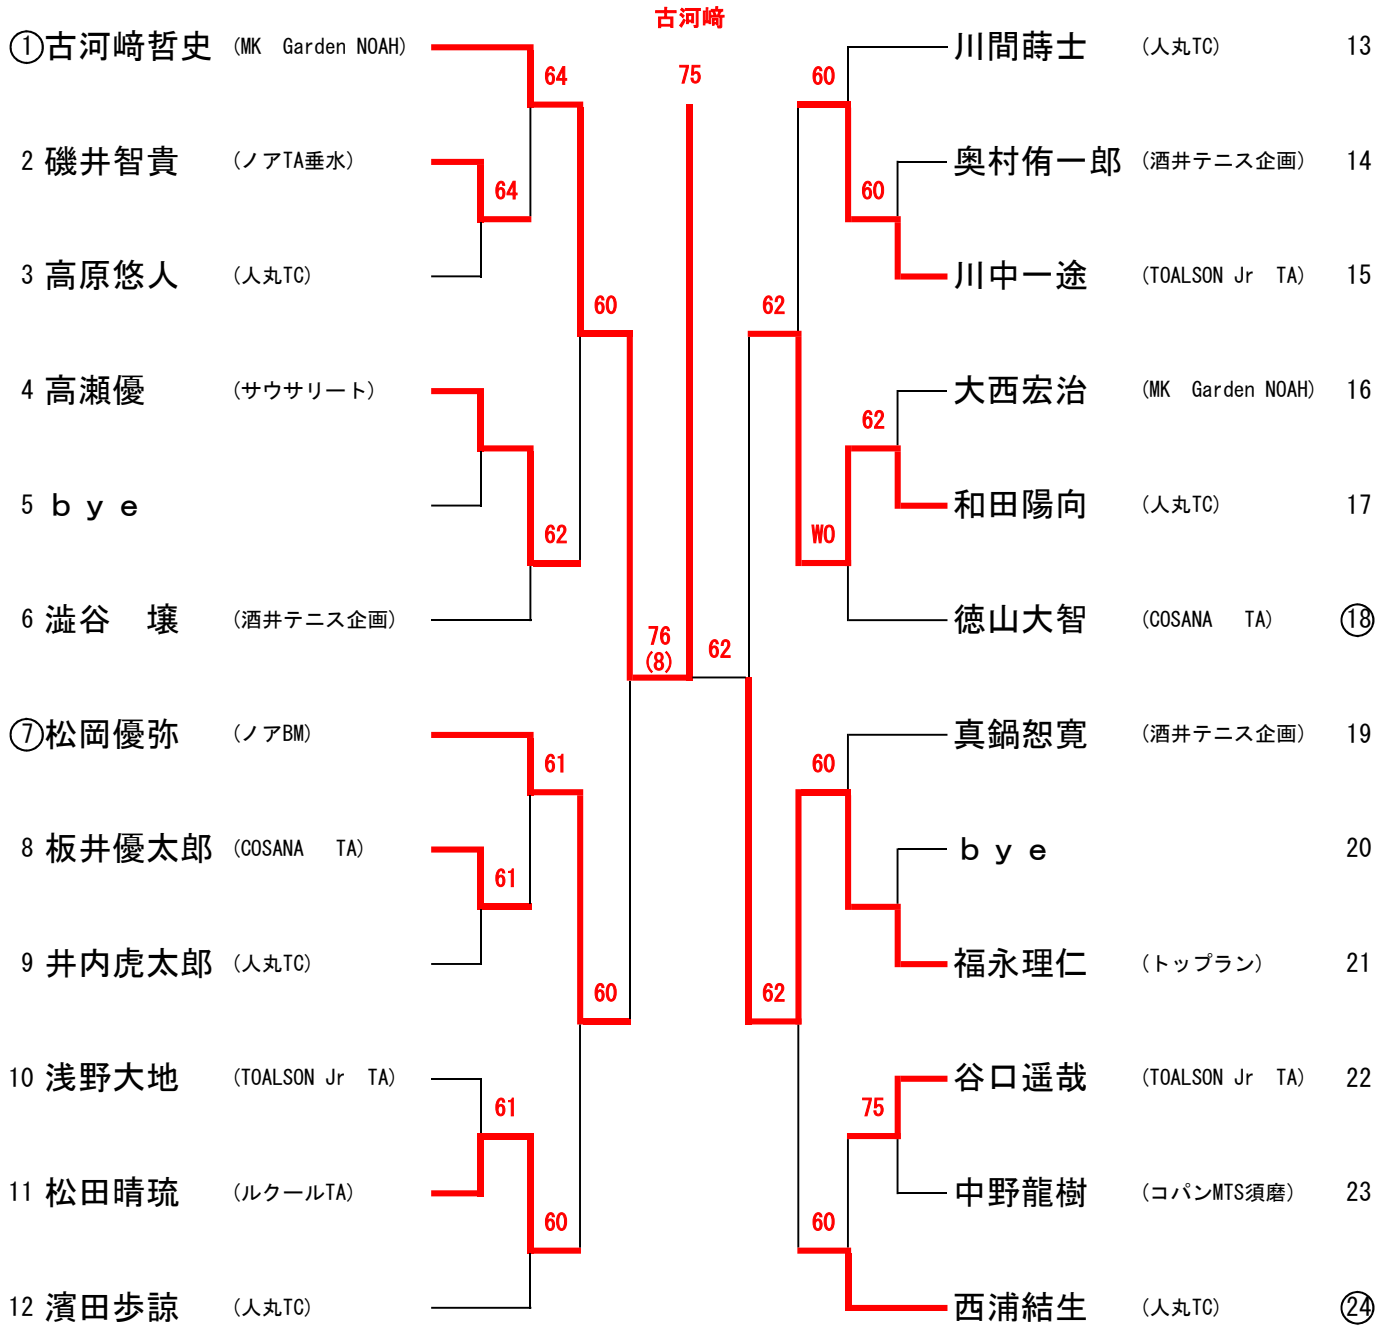 古河﨑
75
①古河﨑哲史 (MK Garden NOAH)
64
2 磯井智貴 (ノアTA垂水)
64
3 高原悠人 (人丸TC)
60
4 高瀬優 (サウサリート)
5 ｂｙｅ
62
6 澁谷　壌 (酒井テニス企画)
76
(8)
62
⑦松岡優弥 (ノアBM)
61
8 板井優太郎 (COSANA TA)
61
9 井内虎太郎 (人丸TC)
60
10 浅野大地 (TOALSON Jr TA)
61
11 松田晴琉 (ルクールTA)
60
12 濱田歩諒 (人丸TC)
川間蒔士 (人丸TC) 13
60
奥村侑一郎 (酒井テニス企画) 14
60
川中一途 (TOALSON Jr TA) 15
62
大西宏治 (MK Garden NOAH) 16
62
和田陽向 (人丸TC) 17
WO
徳山大智 (COSANA TA) ⑱
真鍋恕寛 (酒井テニス企画) 19
60
ｂｙｅ 20
福永理仁 (トップラン) 21
62
谷口遥哉 (TOALSON Jr TA) 22
75
中野龍樹 (コパンMTS須磨) 23
60
西浦結生 (人丸TC) ㉔